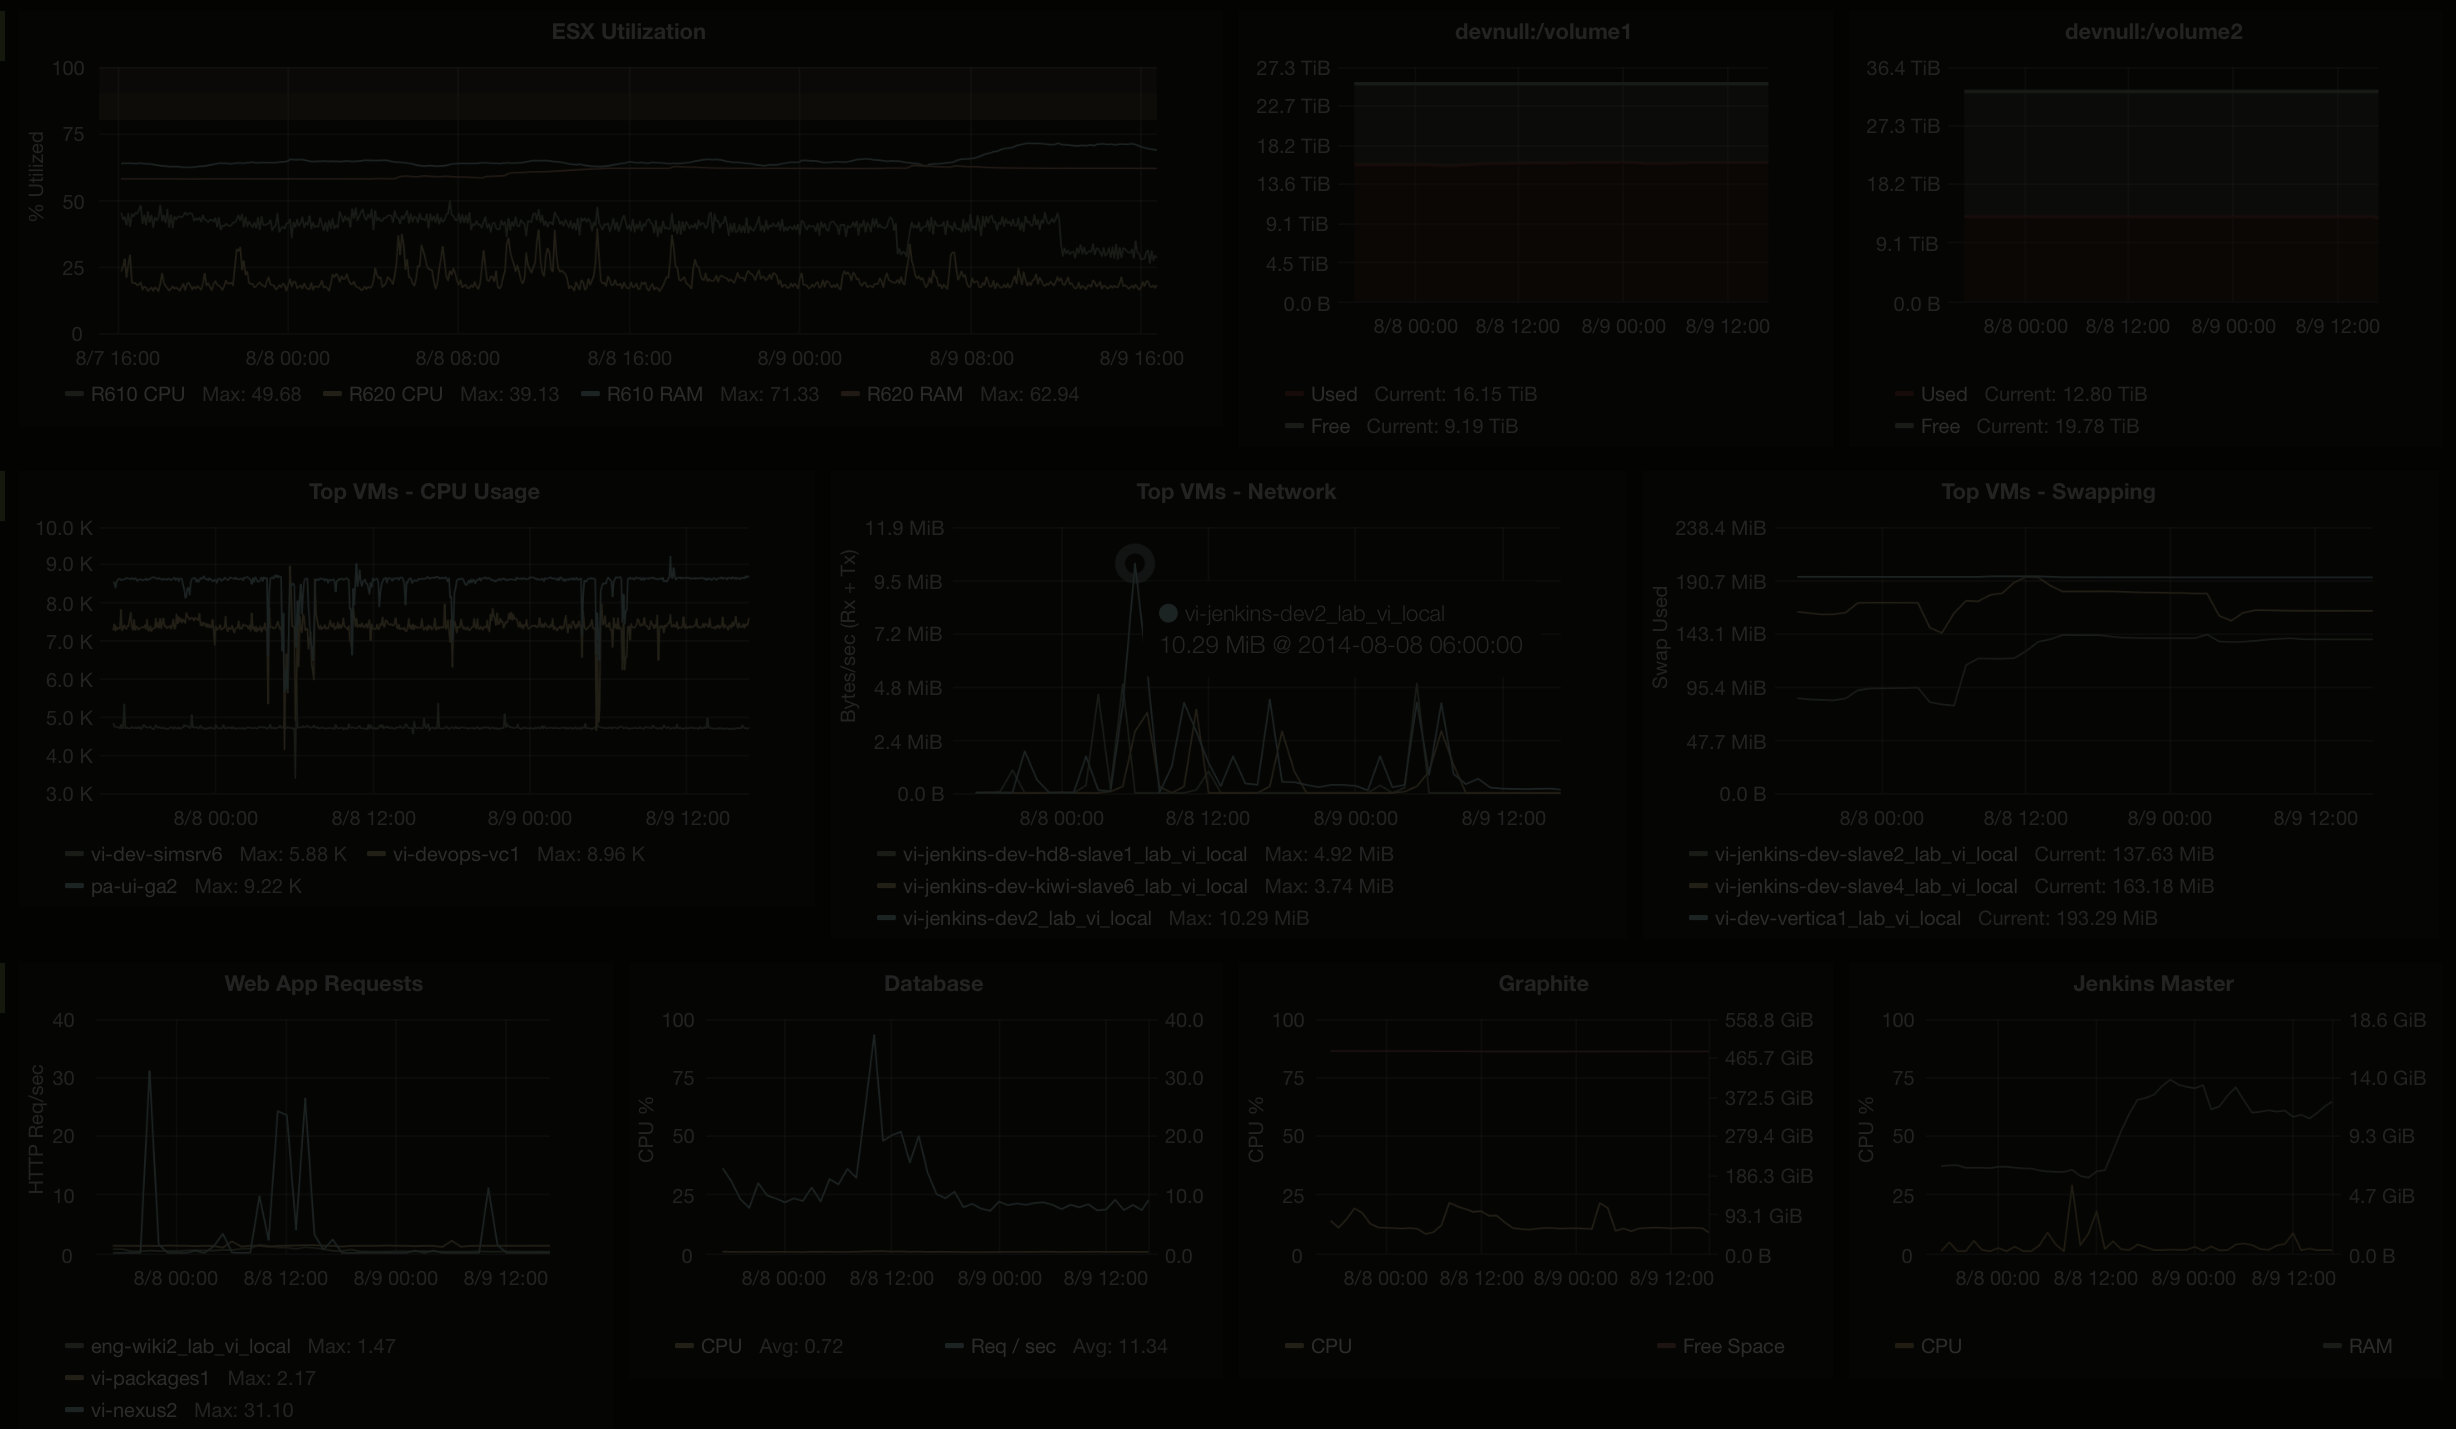 ESX Utilization
100
75
50
25
0
% Utilized
8/7 16:00 8/8 00:00 8/8 08:00 8/8 16:00 8/9 00:00 8/9 08:00 8/9 16:00
R610 CPU Max: 49.68 R620 CPU Max: 39.13 R610 RAM Max: 71.33 R620 RAM Max: 62.94
devnull:/volume1
27.3 TiB
22.7 TiB
18.2 TiB
13.6 TiB
9.1 TiB
4.5 TiB
0.0 B
8/8 00:00 8/8 12:00 8/9 00:00 8/9 12:00
Used Current: 16.15 TiB
Free Current: 9.19 TiB
devnull:/volume2
36.4 TiB
27.3 TiB
18.2 TiB
9.1 TiB
0.0 B
8/8 00:00 8/8 12:00 8/9 00:00 8/9 12:00
Used Current: 12.80 TiB
Free Current: 19.78 TiB
Top VMs - CPU Usage
10.0 K
9.0 K
8.0 K
7.0 K
6.0 K
5.0 K
4.0 K
3.0 K
8/8 00:00 8/8 12:00 8/9 00:00 8/9 12:00
vi-dev-simsrv6 Max: 5.88 K vi-devops-vc1 Max: 8.96 K
pa-ui-ga2 Max: 9.22 K
Top VMs - Network
11.9 MiB
9.5 MiB
7.2 MiB
4.8 MiB
2.4 MiB
0.0 B
Bytes/sec (Rx + Tx)
vi-jenkins-dev2_lab_vi_local
10.29 MiB @ 2014-08-08 06:00:00
8/8 00:00 8/8 12:00 8/9 00:00 8/9 12:00
vi-jenkins-dev-hd8-slave1_lab_vi_local Max: 4.92 MiB
vi-jenkins-dev-kiwi-slave6_lab_vi_local Max: 3.74 MiB
vi-jenkins-dev2_lab_vi_local Max: 10.29 MiB
Top VMs - Swapping
238.4 MiB
190.7 MiB
143.1 MiB
95.4 MiB
47.7 MiB
0.0 B
Swap Used
8/8 00:00 8/8 12:00 8/9 00:00 8/9 12:00
vi-jenkins-dev-slave2_lab_vi_local Current: 137.63 MiB
vi-jenkins-dev-slave4_lab_vi_local Current: 163.18 MiB
vi-dev-vertica1_lab_vi_local Current: 193.29 MiB
Web App Requests
40
30
20
10
0
HTTP Req/sec
8/8 00:00 8/8 12:00 8/9 00:00 8/9 12:00
eng-wiki2_lab_vi_local Max: 1.47
vi-packages1 Max: 2.17
vi-nexus2 Max: 31.10
Database
100 40.0
75 30.0
50 20.0
25 10.0
0 0.0
CPU %
8/8 00:00 8/8 12:00 8/9 00:00 8/9 12:00
CPU Avg: 0.72 Req / sec Avg: 11.34
Graphite
100
75
50
25
0
CPU %
558.8 GiB
465.7 GiB
372.5 GiB
279.4 GiB
186.3 GiB
93.1 GiB
0.0 B
8/8 00:00 8/8 12:00 8/9 00:00 8/9 12:00
CPU Free Space
Jenkins Master
100 18.6 GiB
75 14.0 GiB
50 9.3 GiB
25 4.7 GiB
0 0.0 B
CPU %
8/8 00:00 8/8 12:00 8/9 00:00 8/9 12:00
CPU RAM